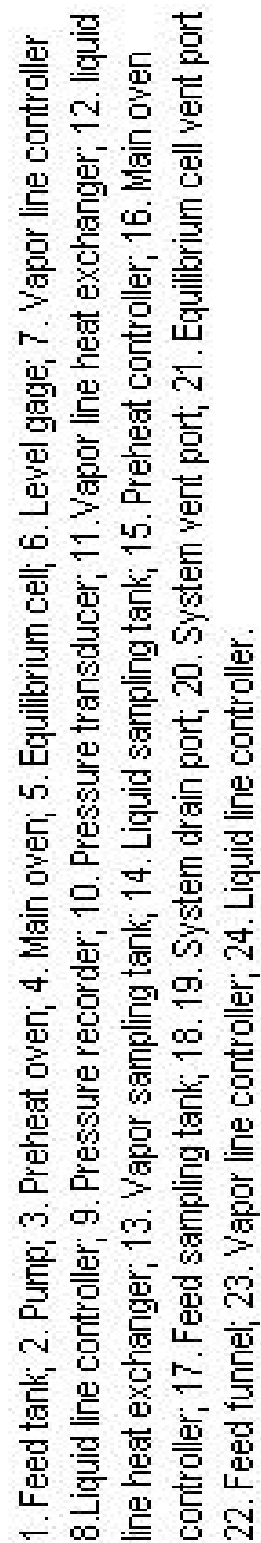 1. Feed tank; 2. Pump; 3. Preheat oven; 4. Main oven; 5. Equilibrium cell; 6. Level gage; 7. Vapor line controller
8.Liquid line controller; 9. Pressure recorder; 10. Pressure transducer; 11.Vapor line heat exchanger; 12. liquid
line heat exchanger; 13. Vapor sampling tank; 14. Liquid sampling tank; 15. Preheat controller; 16. Main oven
controller; 17. Feed sampling tank; 18. 19. System drain port; 20. System vent port; 21. Equilibrium cell vent port
22. Feed funnel; 23. Vapor line controller; 24. Liquid line controller.